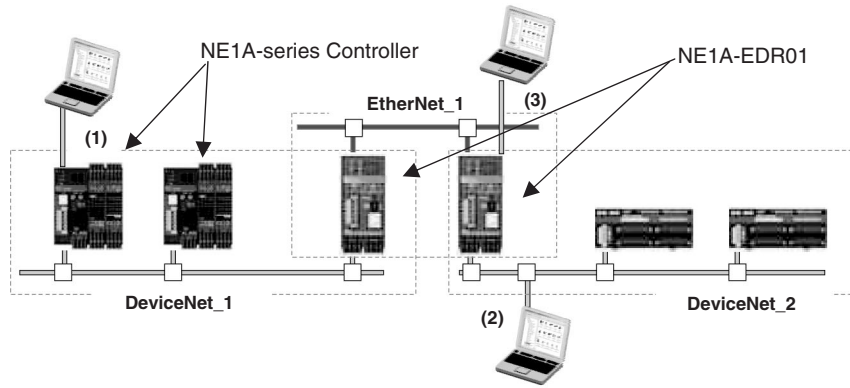 NE1A-series Controller
NE1A-EDR01
EtherNet_1
(3)
(1)
DeviceNet_1
(2)
DeviceNet_2